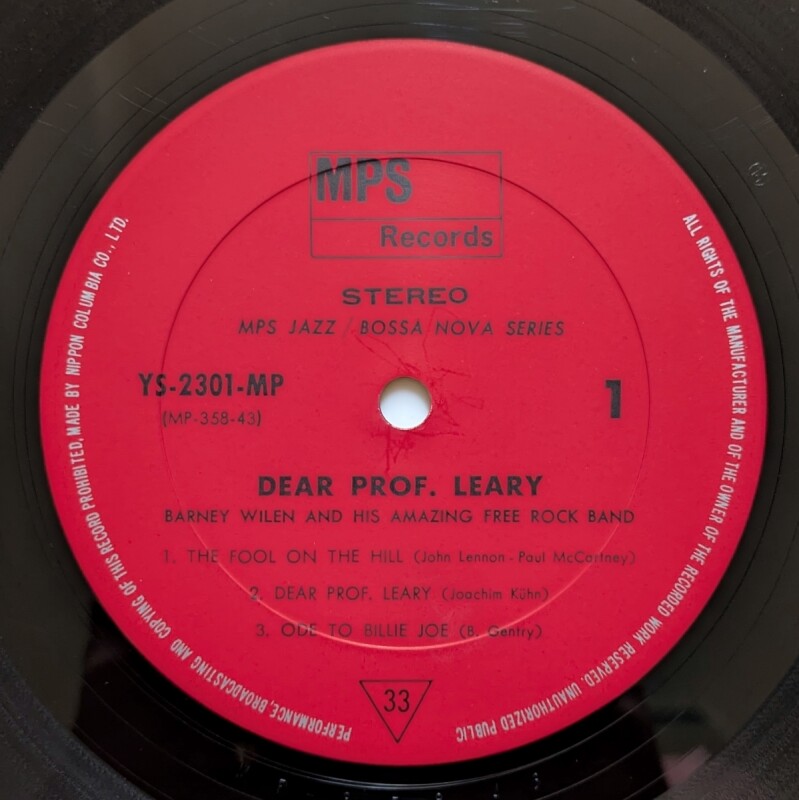 MPS
Records
STEREO
MPS JAZZ / BOSSA NOVA SERIES
YS-2301-MP
(MP-358-43)
1
DEAR PROF. LEARY
BARNEY WILEN AND HIS AMAZING FREE ROCK BAND
1. THE FOOL ON THE HILL (John Lennon - Paul McCartney)
2. DEAR PROF. LEARY (Joachim Kühn)
3. ODE TO BILLIE JOE (B. Gentry)
33
ALL RIGHTS OF THE MANUFACTURER AND OF THE OWNER OF THE RECORDED WORK RESERVED. UNAUTHORIZED PUBLIC
PERFORMANCE, BROADCASTING AND COPYING OF THIS RECORD PROHIBITED, MADE BY NIPPON COLUMBIA CO., LTD.